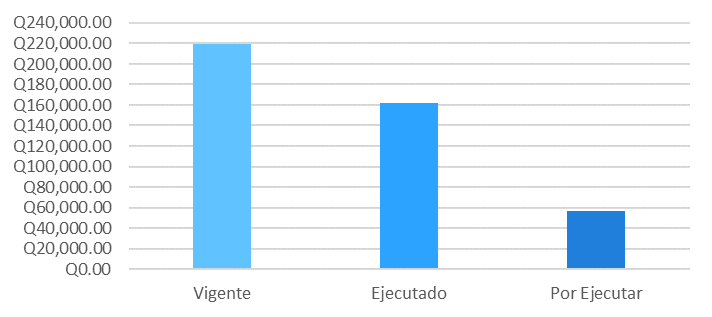 Q240,000.00
Q220,000.00
Q200,000.00
Q180,000.00
Q160,000.00
Q140,000.00
Q120,000.00
Q100,000.00
Q80,000.00
Q60,000.00
Q40,000.00
Q20,000.00
Q0.00
Vigente Ejecutado Por Ejecutar